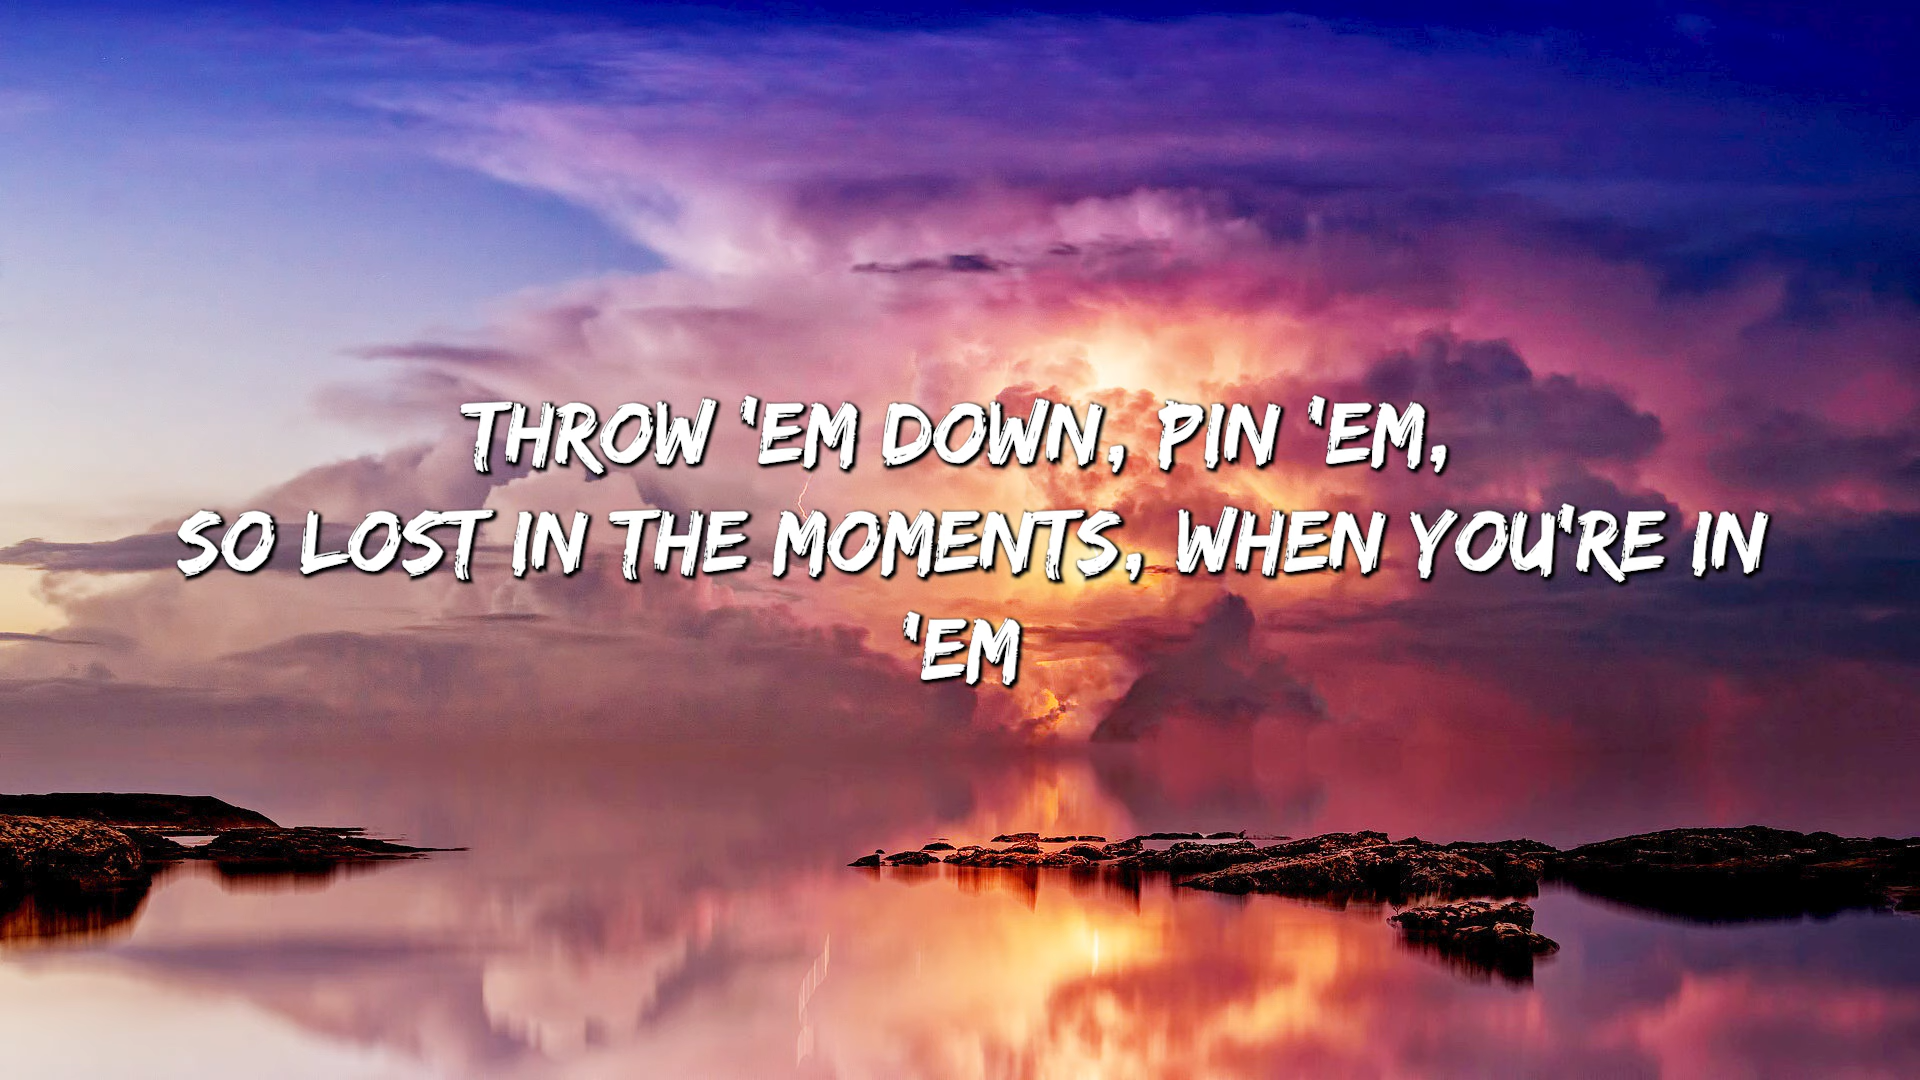 THROW 'EM DOWN, PIN 'EM,
SO LOST IN THE MOMENTS, WHEN YOU'RE IN
'EM